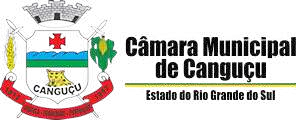 CANGUÇU
Câmara Municipal
de Canguçu
Estado do Rio Grande do Sul